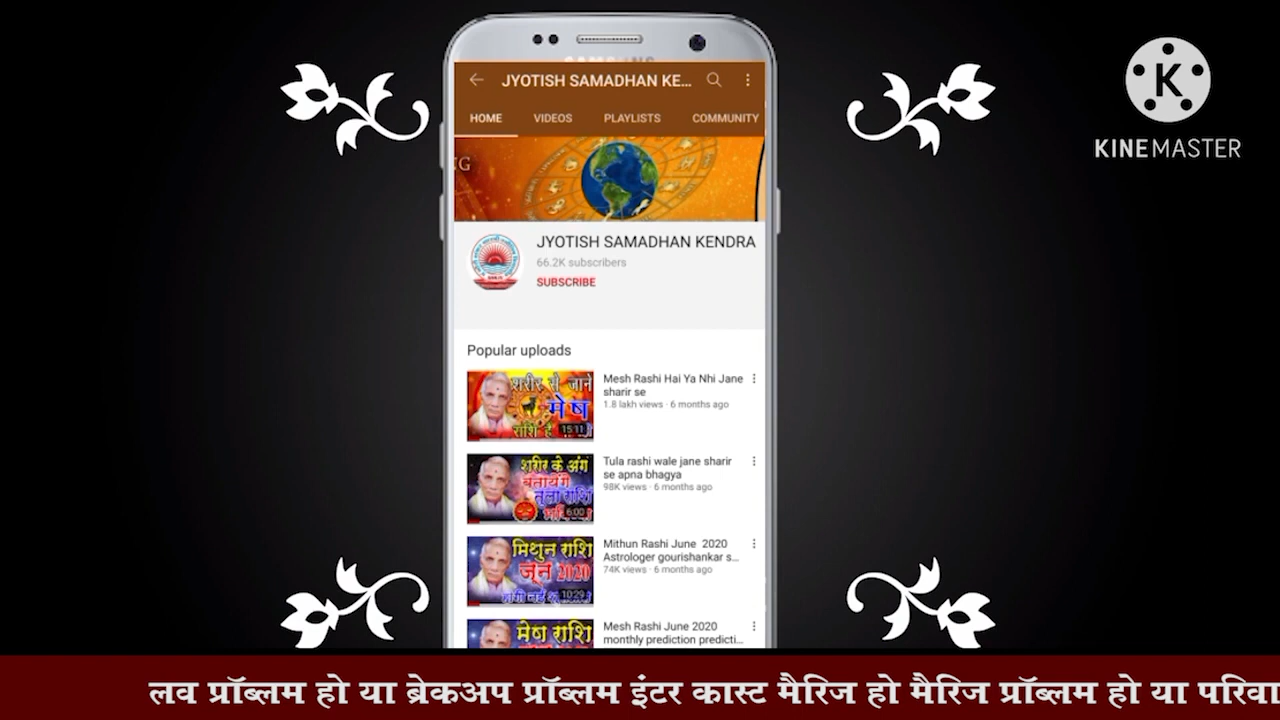 SAMSUNG
JYOTISH SAMADHAN KE...
HOME VIDEOS PLAYLISTS COMMUNITY
K
KINEMASTER
JYOTISH SAMADHAN KENDRA
66.2K subscribers
SUBSCRIBE
Popular uploads
शरीर से जाने
मेष
राशि है
15:11
Mesh Rashi Hai Ya Nhi Jane
sharir se
1.8 lakh views · 6 months ago
शरीर के अंग
बतायेंगे
तुला राशि
6:00
Tula rashi wale jane sharir
se apna bhagya
98K views · 6 months ago
मिथुन राशि
जून 2020
10:29
Mithun Rashi June 2020
Astrologer gourishankar s...
74K views · 6 months ago
मेष राशि
Mesh Rashi June 2020
monthly prediction predicti...
लव प्रॉब्लम हो या ब्रेकअप प्रॉब्लम इंटर कास्ट मैरिज हो मैरिज प्रॉब्लम हो या परिवा